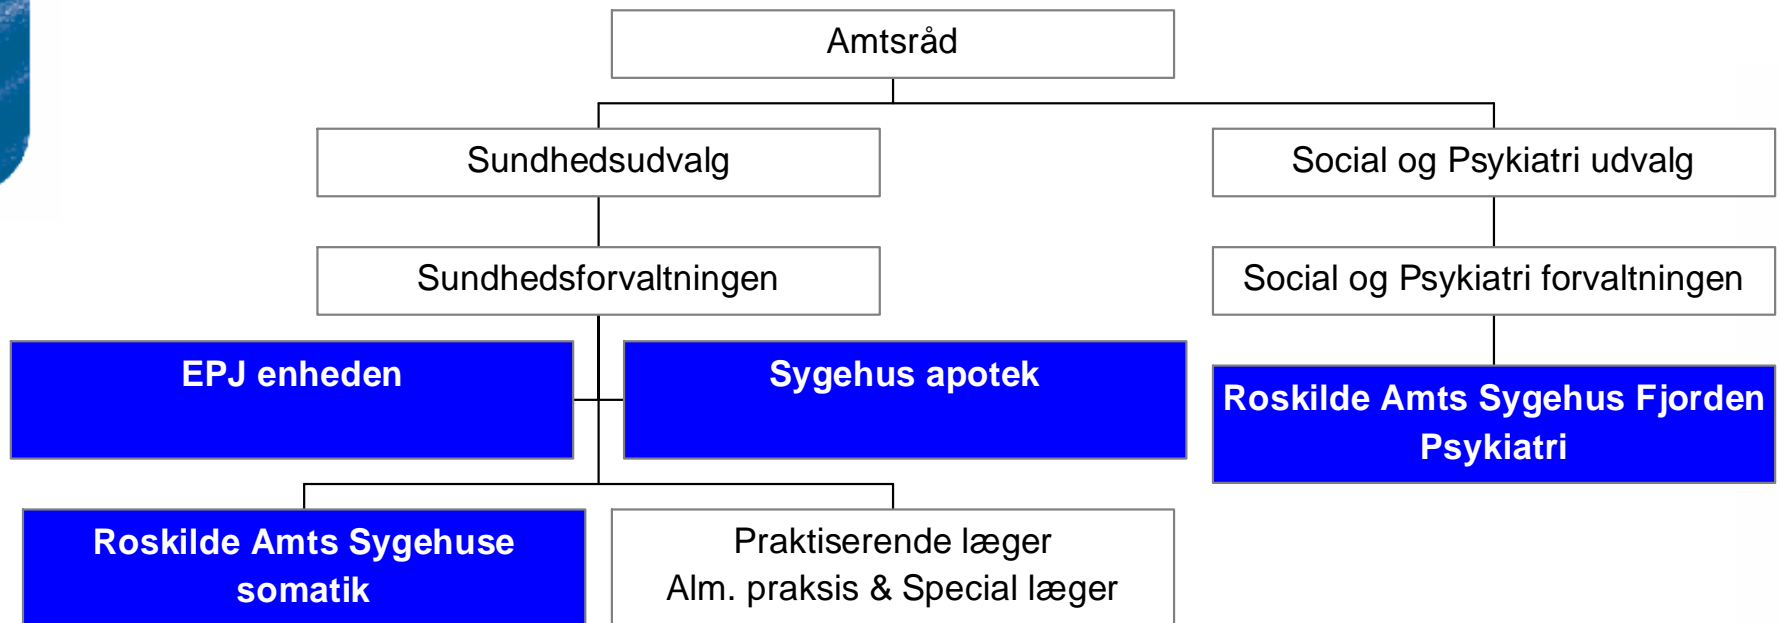 Amtsråd
Sundhedsudvalg
Social og Psykiatri udvalg
Sundhedsforvaltningen
Social og Psykiatri forvaltningen
EPJ enheden
Sygehus apotek
Roskilde Amts Sygehus Fjorden
Psykiatri
Roskilde Amts Sygehuse
somatik
Praktiserende læger
Alm. praksis & Special læger